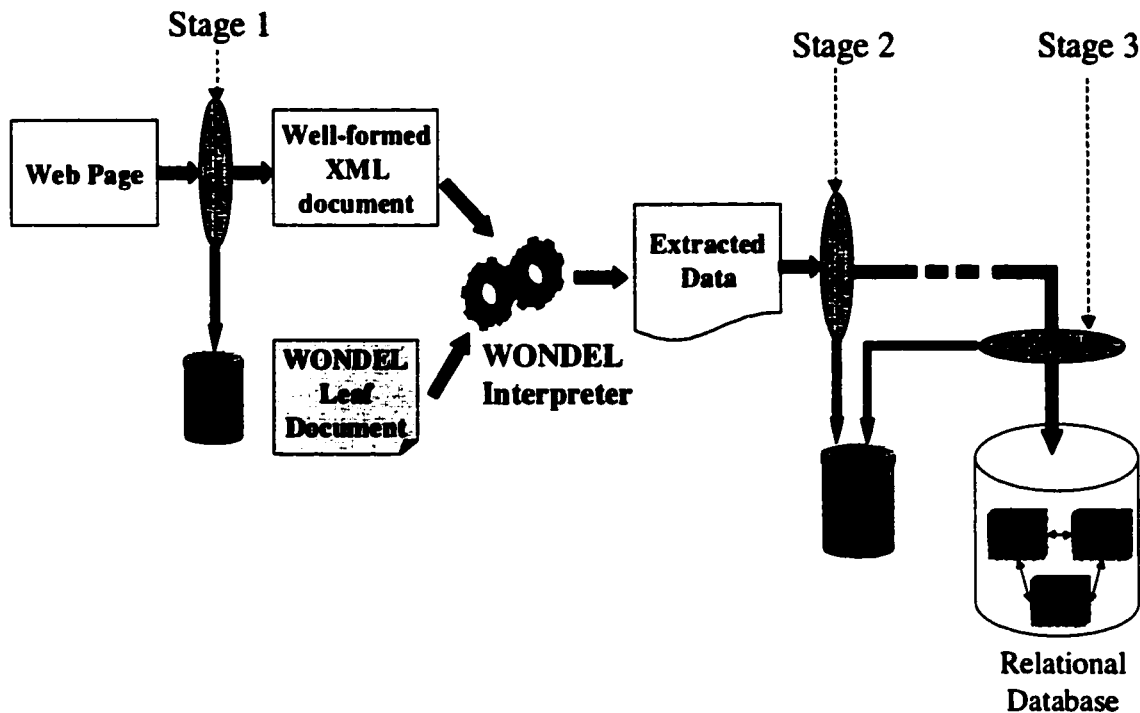 Stage 1
Stage 2
Stage 3
Web Page
Well-formed
XML
document
Extracted
Data
WONDEL
Leaf
Document
WONDEL
Interpreter
Relational
Database